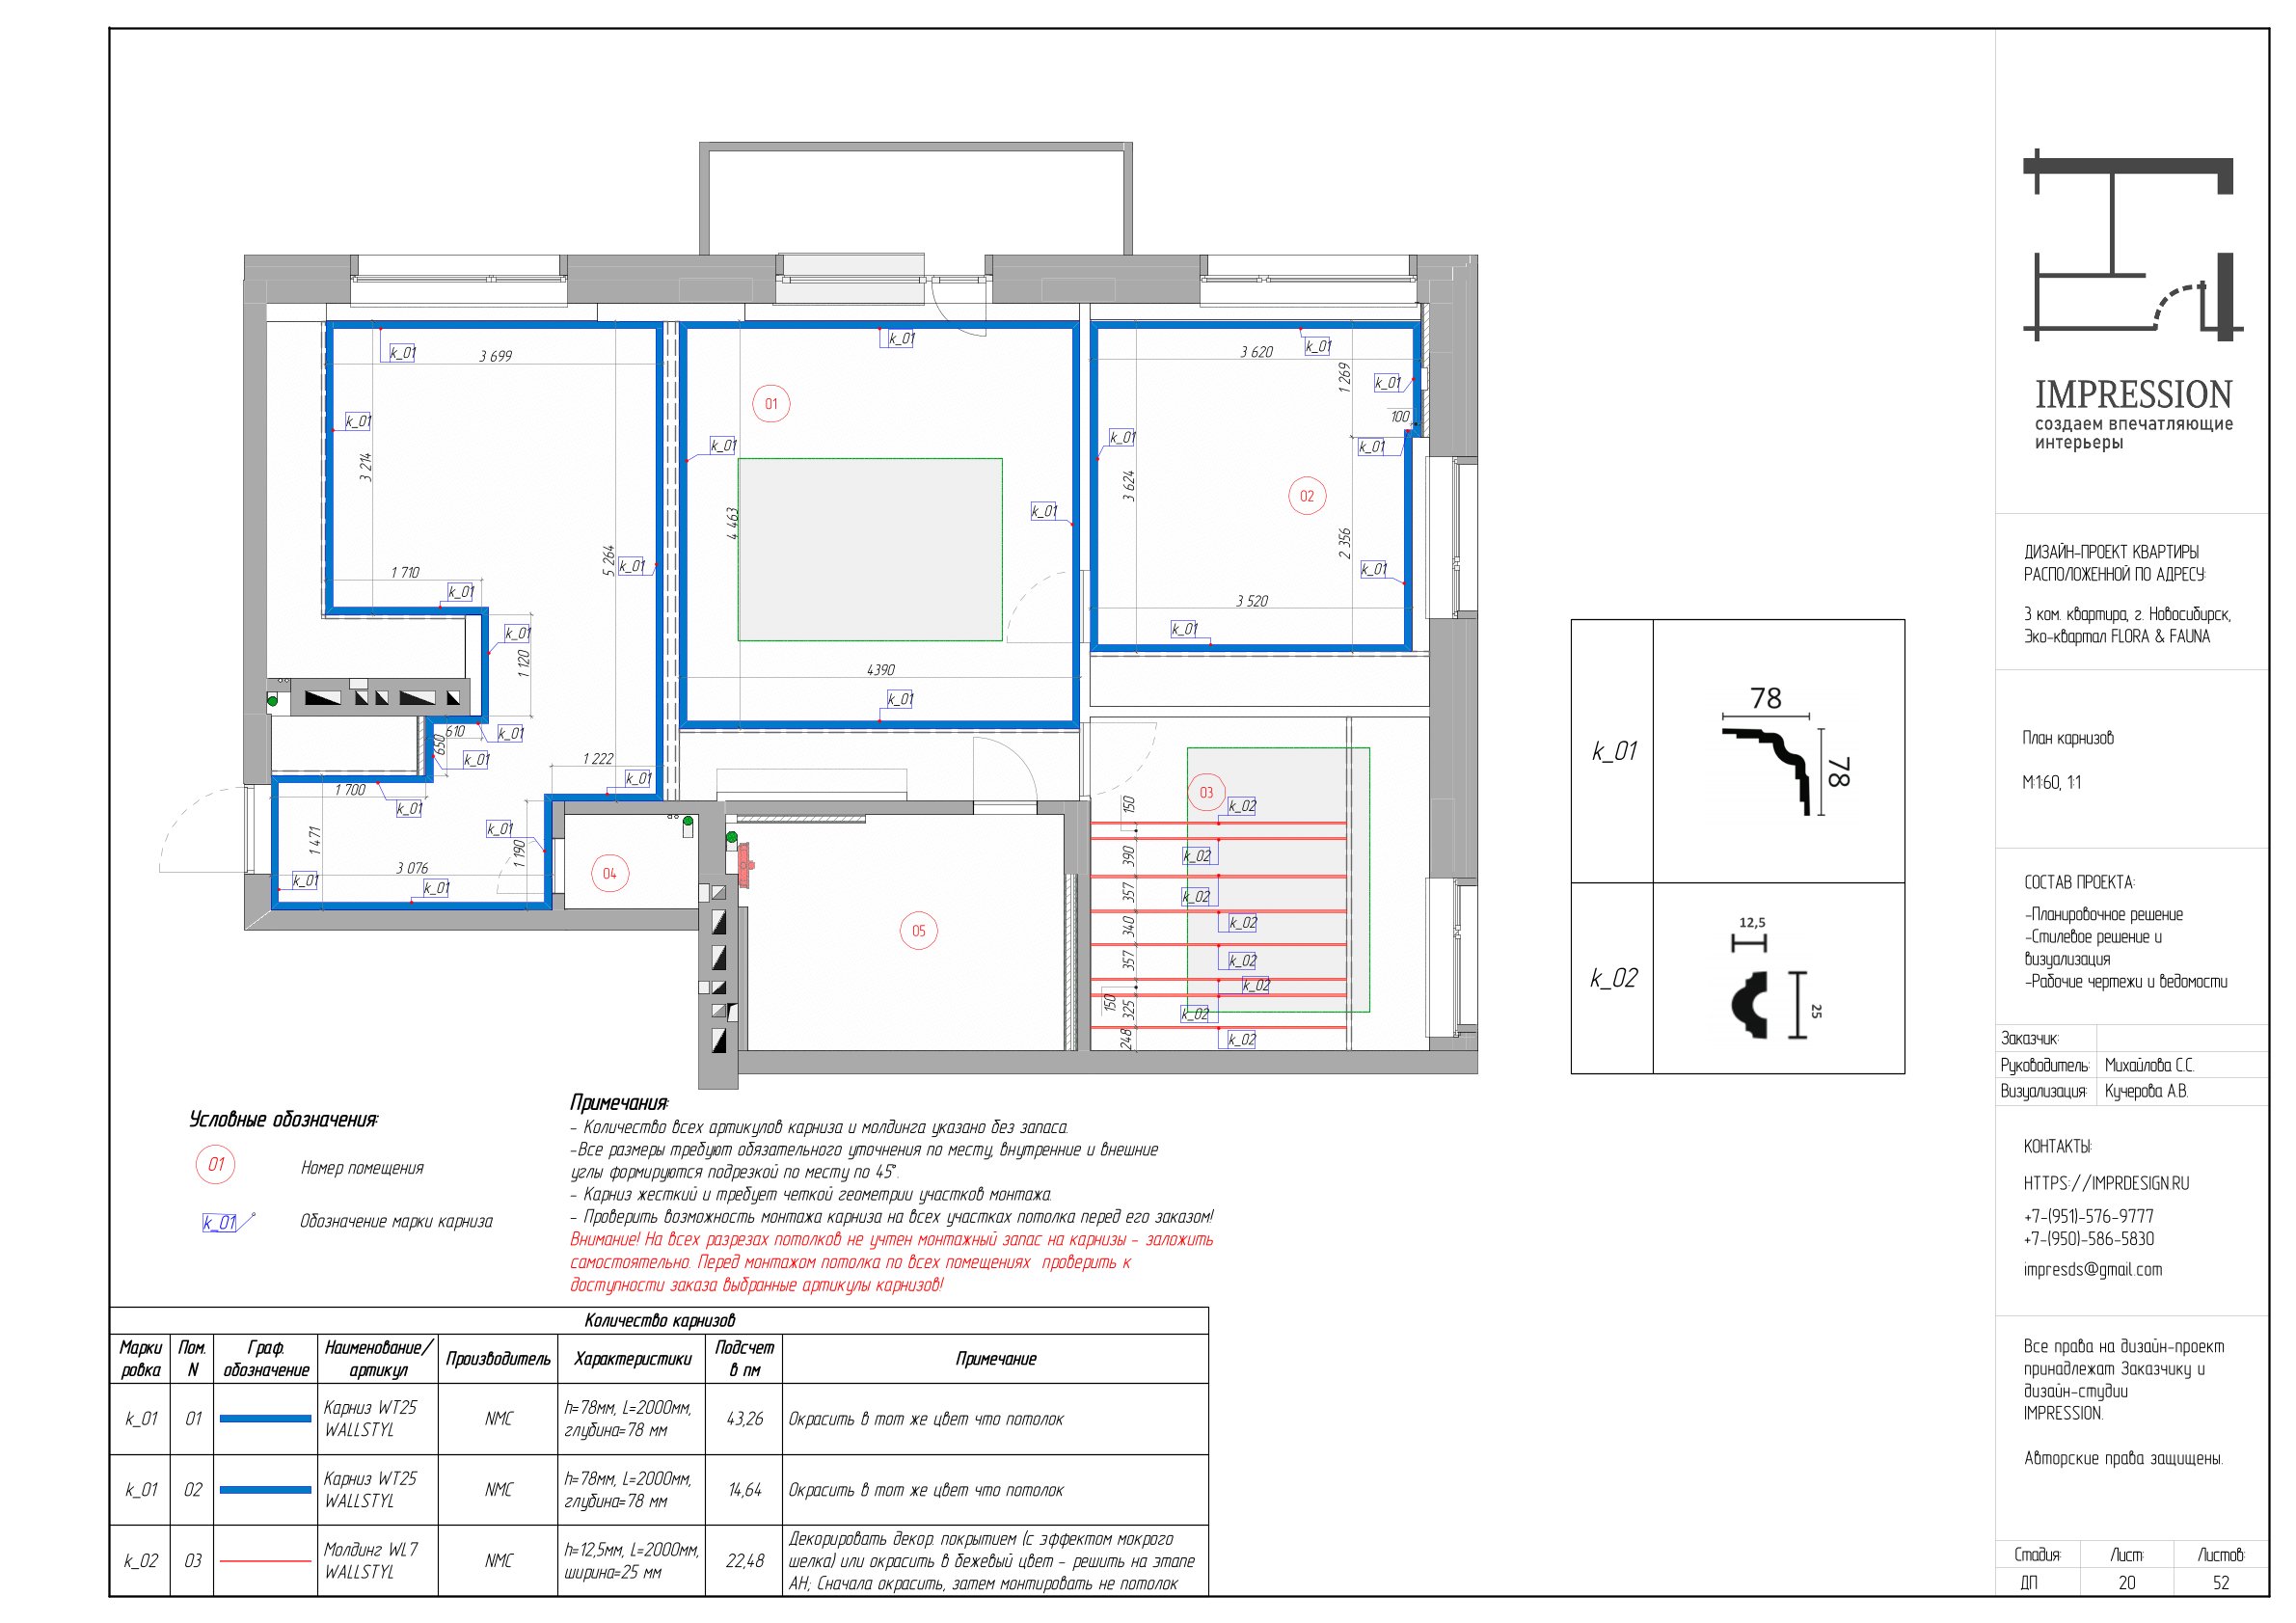 k_01
3 699
k_01
3 214
1 710
k_01
k_01
1 120
5 264
k_01
k_01
610
650
k_01
1 222
k_01
1 700
k_01
k_01
1 471
1 190
3 076
k_01
k_01
04
k_01
01
k_01
4 463
k_01
4390
k_01
05
k_01
3 620
1 269
k_01
100
k_01
k_01
3 624
02
2 356
k_01
3 520
k_01
03
150
k_02
390
k_02
357
k_02
340
k_02
357
k_02
k_02
150
325
k_02
248
k_02
k_01
78
78
k_02
12,5
25
Условные обозначения:
01
Номер помещения
k_01
Обозначение марки карниза
Примечания:
- Количество всех артикулов карниза и молдинга указано без запаса.
-Все размеры требуют обязательного уточнения по месту, внутренние и внешние
углы формируются подрезкой по месту по 45°.
- Карниз жесткий и требует четкой геометрии участков монтажа.
- Проверить возможность монтажа карниза на всех участках потолка перед его заказом!
Внимание! На всех разрезах потолков не учтен монтажный запас на карнизы - заложить
самостоятельно. Перед монтажом потолка по всех помещениях проверить к
доступности заказа выбранные артикулы карнизов!
Количество карнизов
Марки
ровка
Пом.
N
Граф.
обозначение
Наименование/
артикул
Производитель
Характеристики
Подсчет
в пм
Примечание
k_01
01
Карниз WT25
WALLSTYL
NMC
h=78мм, L=2000мм,
глубина=78 мм
43,26
Окрасить в тот же цвет что потолок
k_01
02
Карниз WT25
WALLSTYL
NMC
h=78мм, L=2000мм,
глубина=78 мм
14,64
Окрасить в тот же цвет что потолок
k_02
03
Молдинг WL7
WALLSTYL
NMC
h=12,5мм, L=2000мм,
ширина=25 мм
22,48
Декорировать декор. покрытием (с эффектом мокрого
шелка) или окрасить в бежевый цвет - решить на этапе
АН; Сначала окрасить, затем монтировать не потолок
IMPRESSION
создаем впечатляющие
интерьеры
ДИЗАЙН-ПРОЕКТ КВАРТИРЫ
РАСПОЛОЖЕННОЙ ПО АДРЕСУ:
3 ком. квартира, г. Новосибирск,
Эко-квартал FLORA & FAUNA
План карнизов
М:1:60, 1:1
СОСТАВ ПРОЕКТА:
-Планировочное решение
-Стилевое решение и
визуализация
-Рабочие чертежи и ведомости
Заказчик:
Руководитель: Михайлова С.С.
Визуализация: Кучерова А.В.
КОНТАКТЫ:
HTTPS://IMPRDESIGN.RU
+7-(951)-576-9777
+7-(950)-586-5830
impresds@gmail.com
Все права на дизайн-проект
принадлежат Заказчику и
дизайн-студии
IMPRESSION.
Авторские права защищены.
Стадия: Лист: Листов:
ДП 20 52